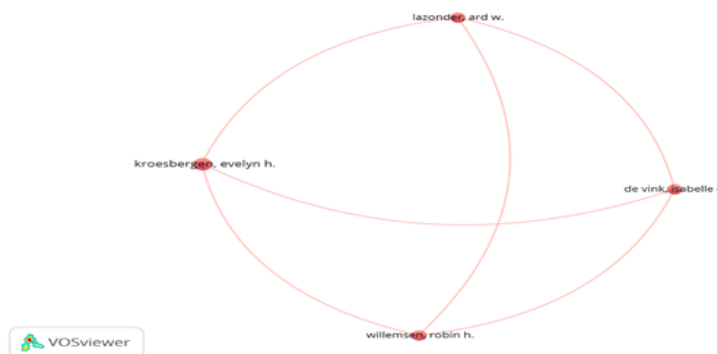 lazonder, ard w.
kroesbergen, evelyn h.
de vink, isabelle
willemsen, robin h.
VOSviewer